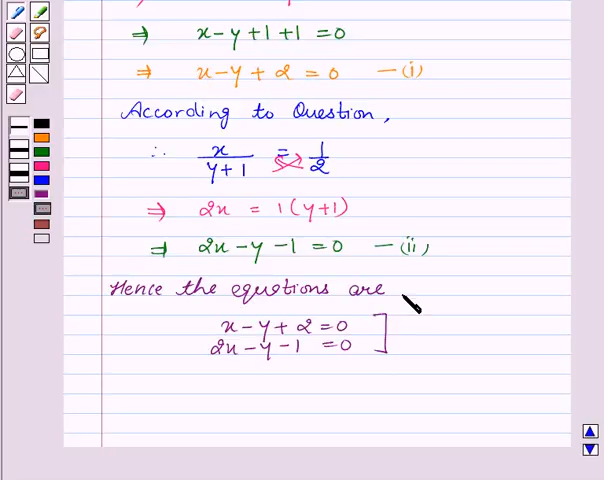 ⇒ x-y+1+1=0
⇒ x-y+2=0 —(i)
According to Question,
∴ x/(y+1) = 1/2
⇒ 2x = 1(y+1)
⇒ 2x-y-1=0 —(ii)
Hence the equations are
x-y+2=0
2x-y-1=0 ]